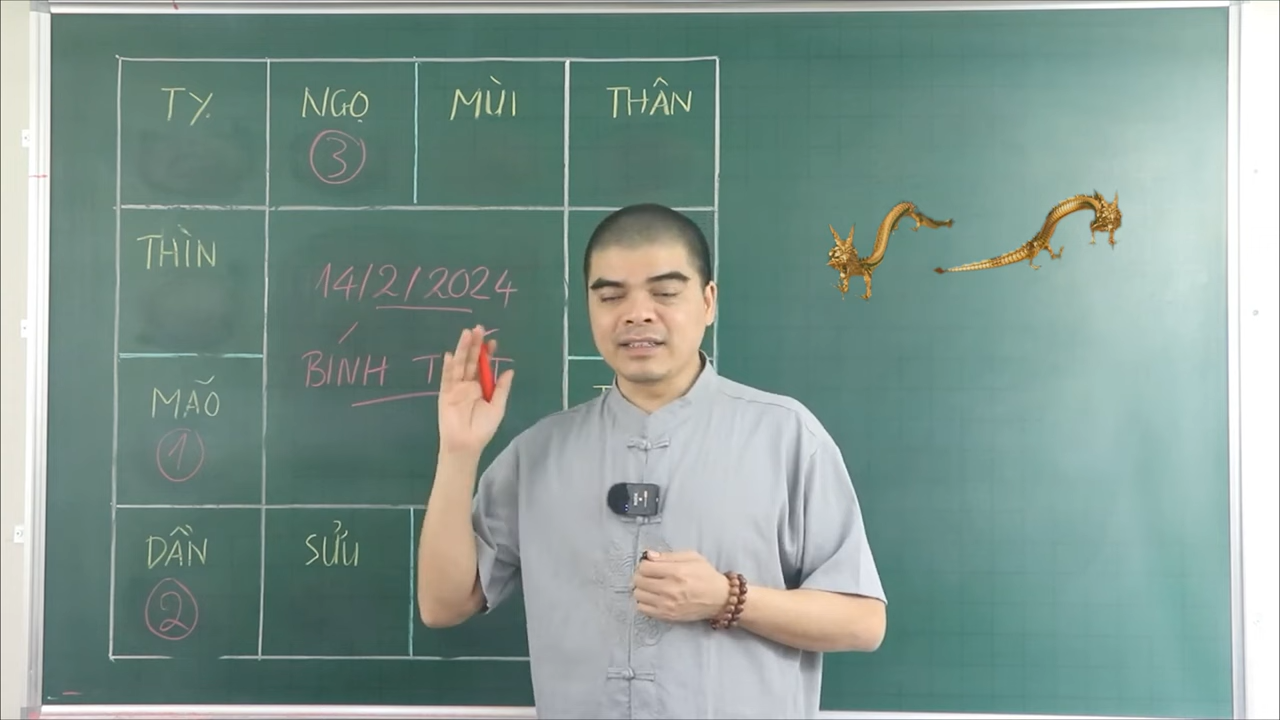 TỴ NGỌ MÙI THÂN
3
THÌN
14/2/2024
BÍNH
MÃO
1
DẦN SỬU
2